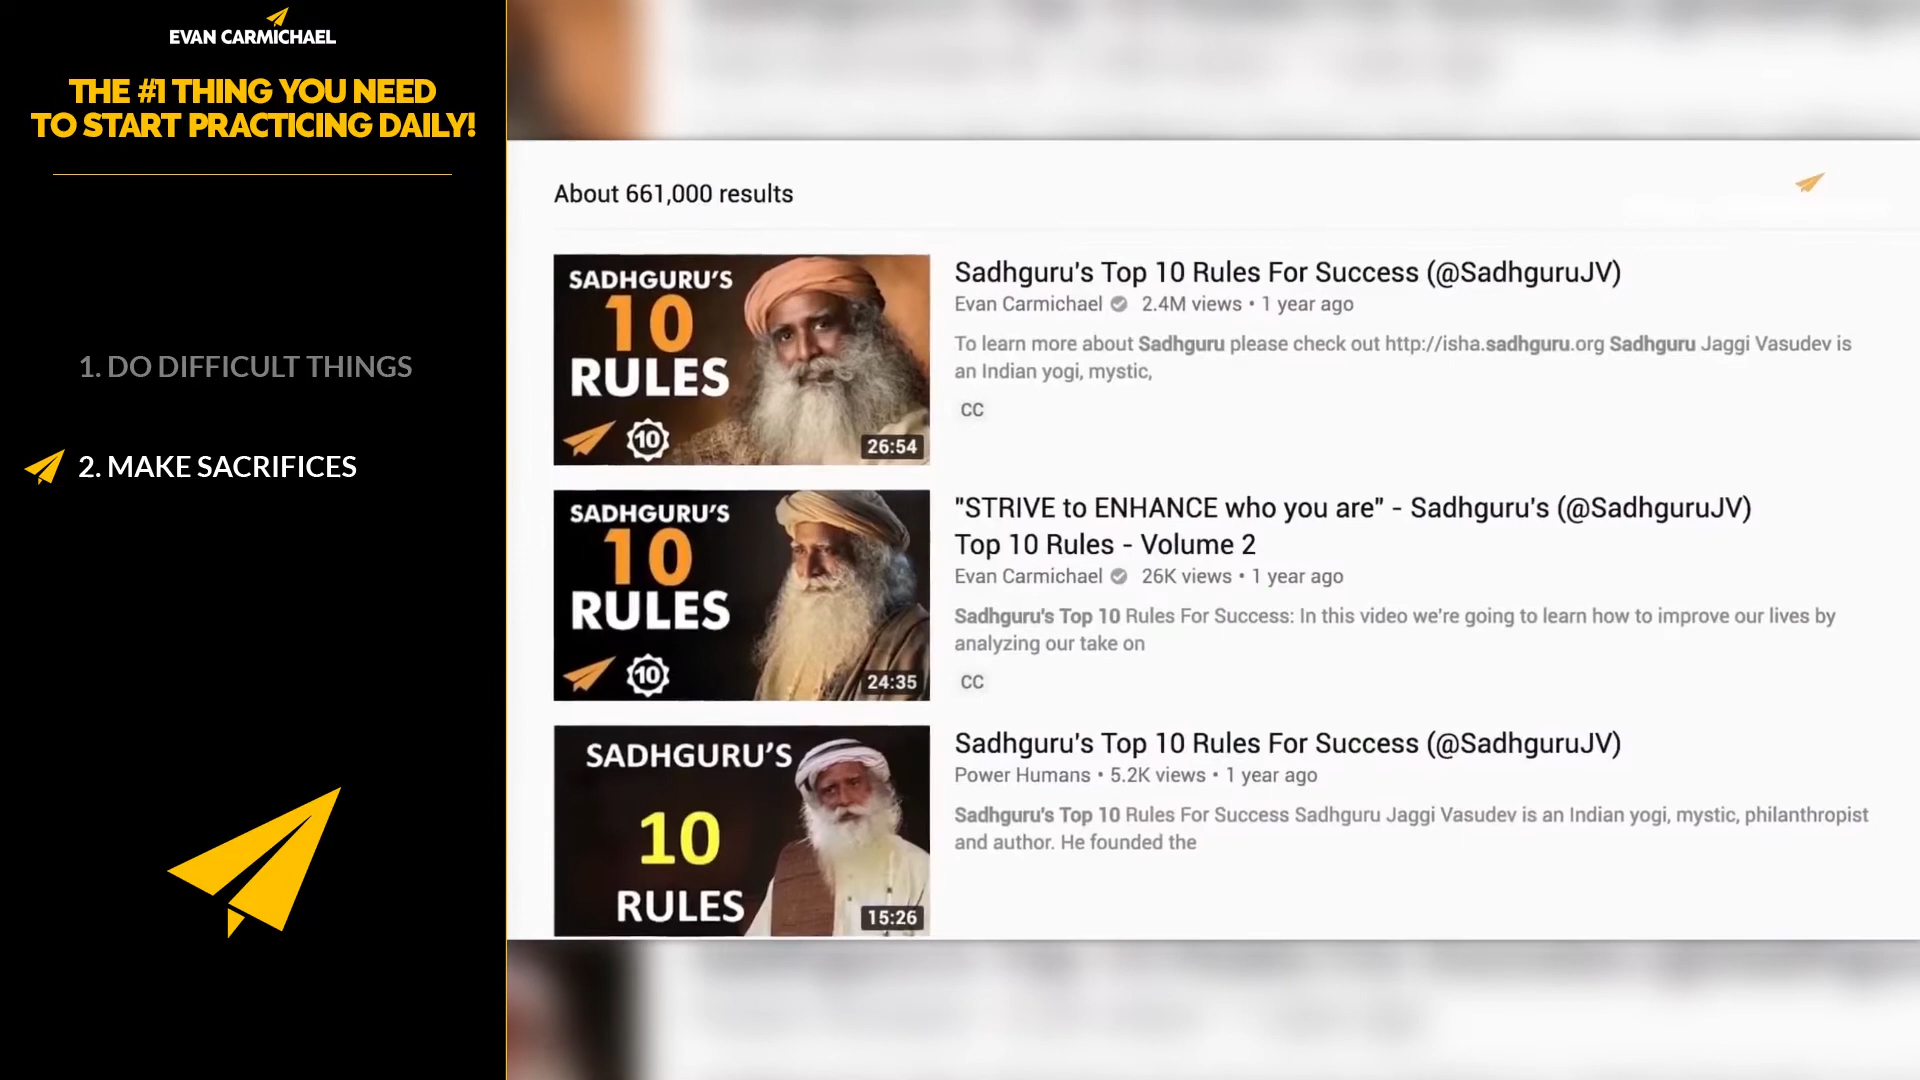 EVAN CARMICHAEL
THE #1 THING YOU NEED
TO START PRACTICING DAILY!
1. DO DIFFICULT THINGS
2. MAKE SACRIFICES
About 661,000 results
SADHGURU'S
10
RULES
10
26:54
Sadhguru's Top 10 Rules For Success (@SadhguruJV)
Evan Carmichael 2.4M views • 1 year ago
To learn more about Sadhguru please check out http://isha.sadhguru.org Sadhguru Jaggi Vasudev is
an Indian yogi, mystic,
CC
SADHGURU'S
10
RULES
10
24:35
"STRIVE to ENHANCE who you are" - Sadhguru's (@SadhguruJV)
Top 10 Rules - Volume 2
Evan Carmichael 26K views • 1 year ago
Sadhguru's Top 10 Rules For Success: In this video we're going to learn how to improve our lives by
analyzing our take on
CC
SADHGURU'S
10
RULES
15:26
Sadhguru's Top 10 Rules For Success (@SadhguruJV)
Power Humans • 5.2K views • 1 year ago
Sadhguru's Top 10 Rules For Success Sadhguru Jaggi Vasudev is an Indian yogi, mystic, philanthropist
and author. He founded the